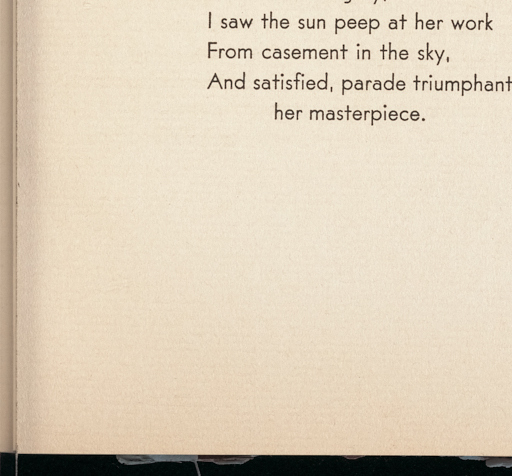 I saw the sun peep at her work
From casement in the sky,
And satisfied, parade triumphant
her masterpiece.